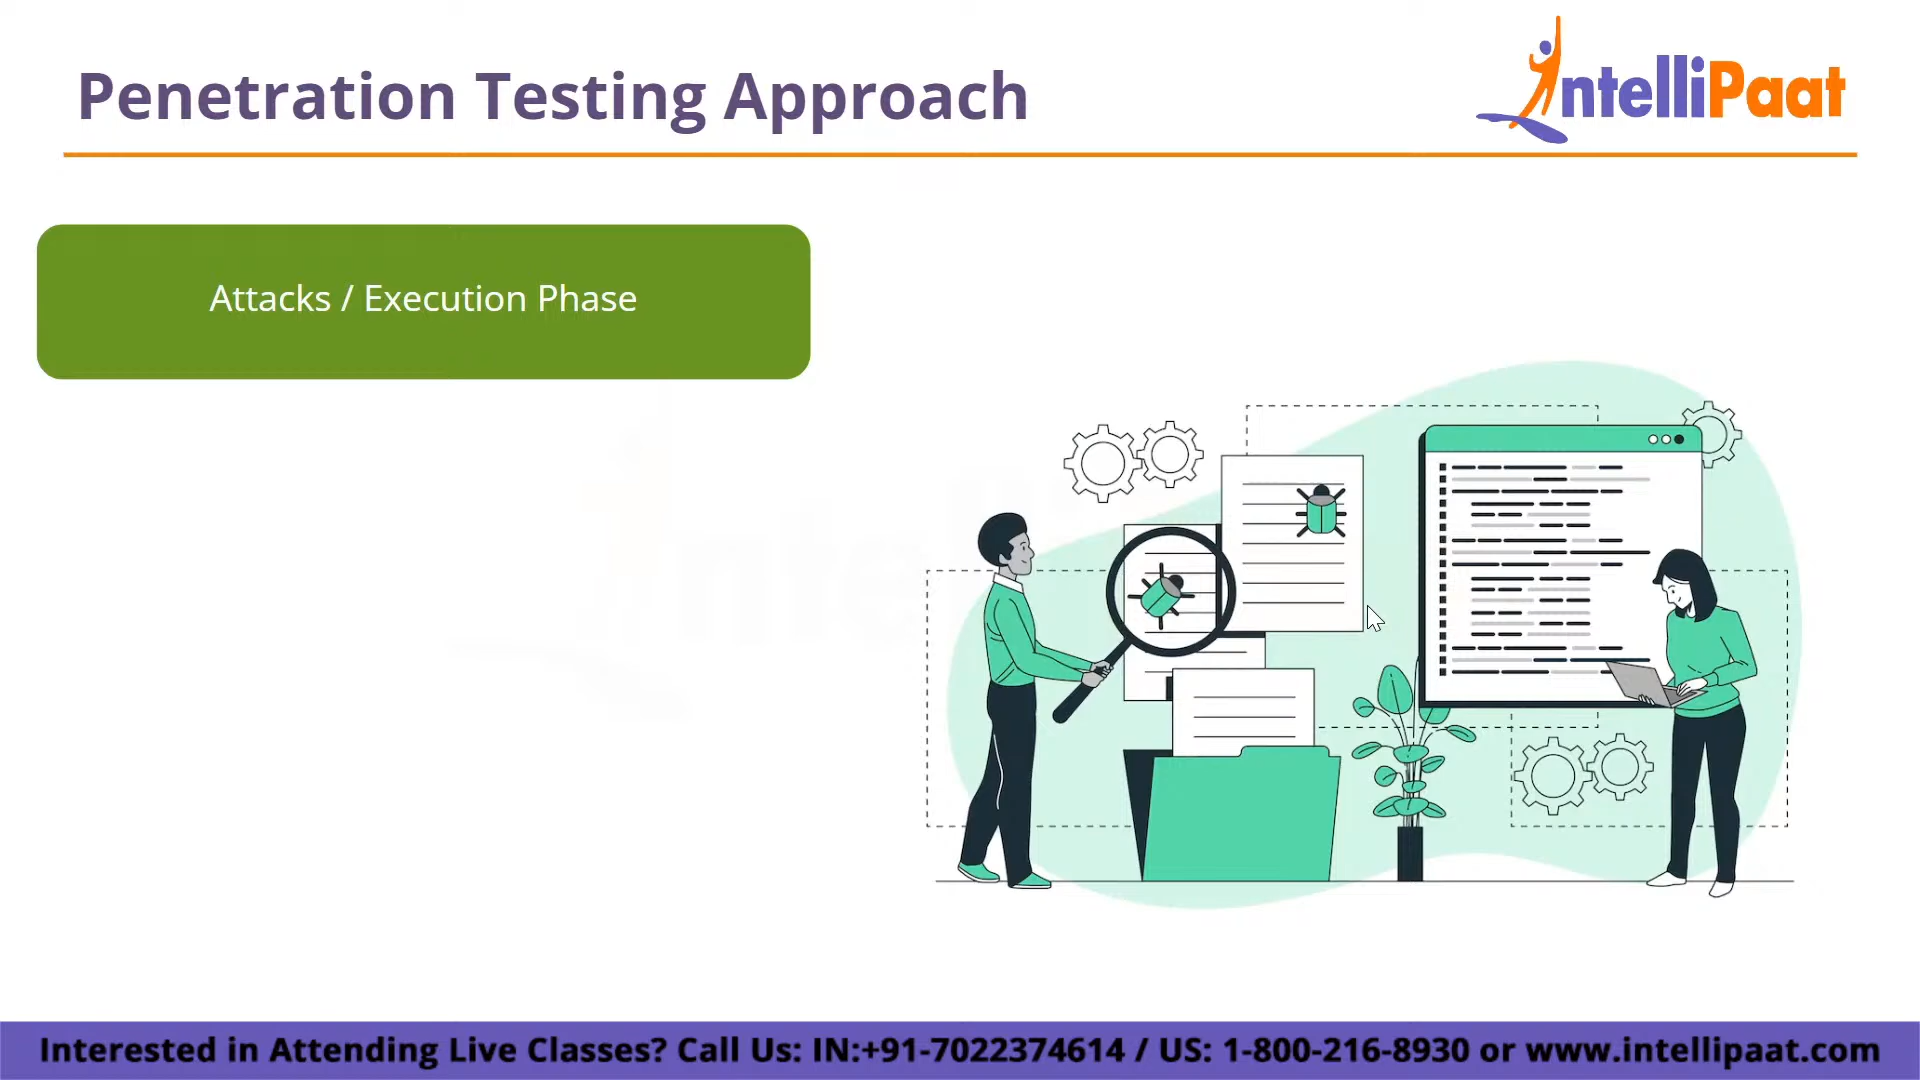 Penetration Testing Approach
IntelliPaat
Attacks / Execution Phase
Interested in Attending Live Classes? Call Us: IN:+91-7022374614 / US: 1-800-216-8930 or www.intellipaat.com